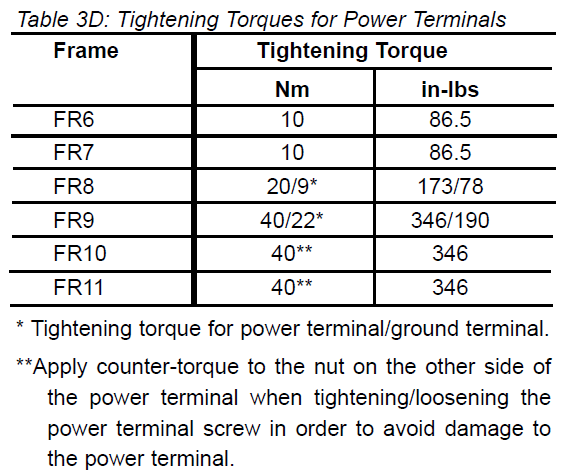 Table 3D: Tightening Torques for Power Terminals
Frame Tightening Torque
Nm in-lbs
FR6 10 86.5
FR7 10 86.5
FR8 20/9* 173/78
FR9 40/22* 346/190
FR10 40** 346
FR11 40** 346
* Tightening torque for power terminal/ground terminal.
**Apply counter-torque to the nut on the other side of
the power terminal when tightening/loosening the
power terminal screw in order to avoid damage to
the power terminal.